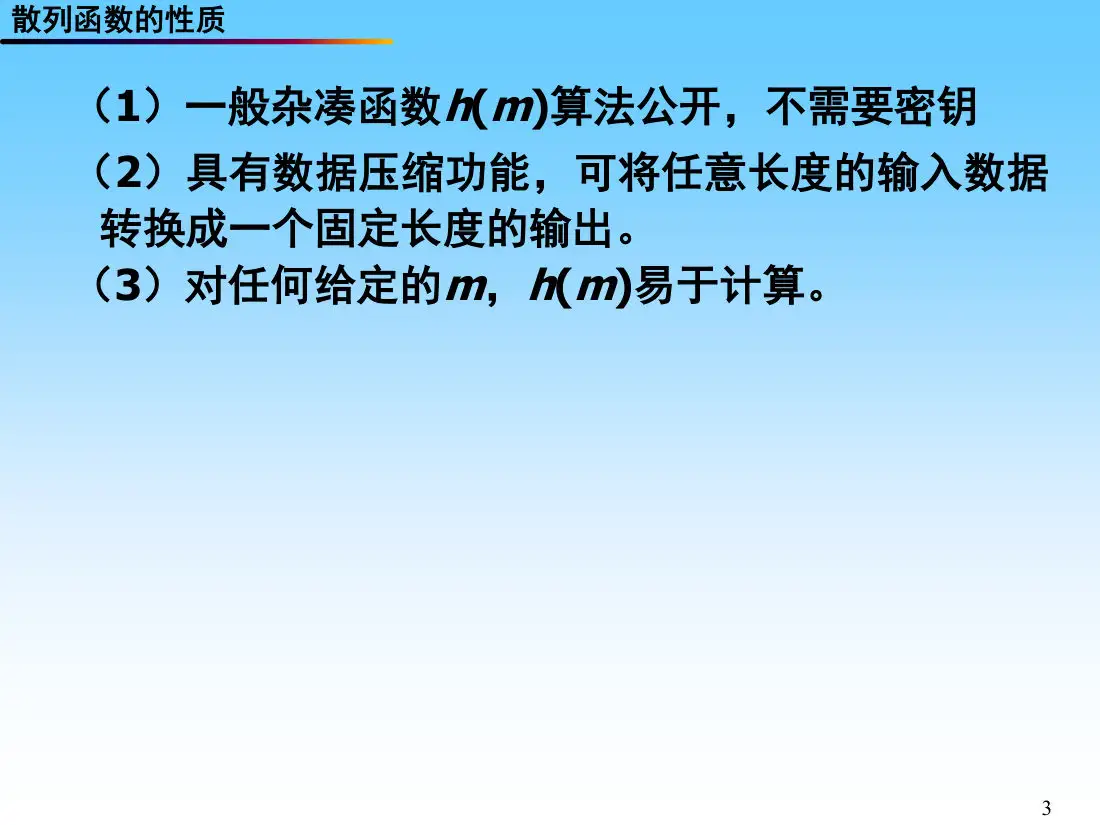 散列函数的性质
（1）一般杂凑函数h(m)算法公开，不需要密钥
（2）具有数据压缩功能，可将任意长度的输入数据
转换成一个固定长度的输出。
（3）对任何给定的m，h(m)易于计算。
3